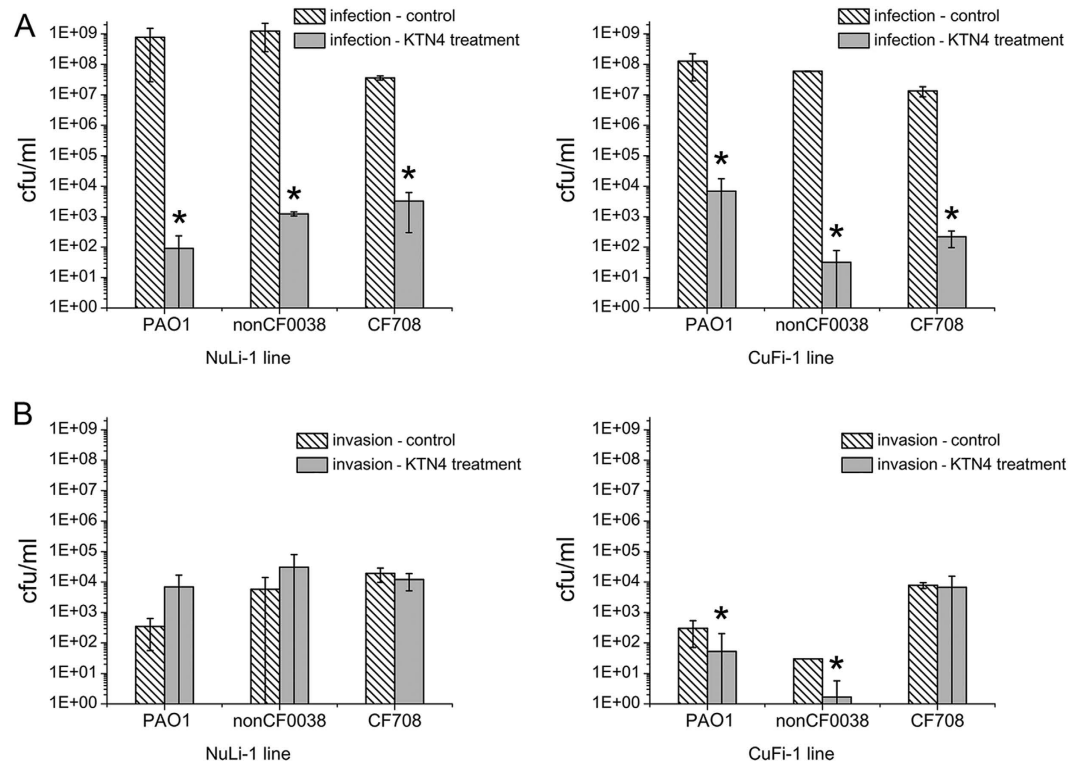 A
infection - control
infection - KTN4 treatment
cfu/ml
1E+09
1E+08
1E+07
1E+06
1E+05
1E+04
1E+03
1E+02
1E+01
1E+00
*
*
*
PAO1 nonCF0038 CF708
NuLi-1 line
infection - control
infection - KTN4 treatment
cfu/ml
1E+09
1E+08
1E+07
1E+06
1E+05
1E+04
1E+03
1E+02
1E+01
1E+00
*
*
*
PAO1 nonCF0038 CF708
CuFi-1 line
B
invasion - control
invasion - KTN4 treatment
cfu/ml
1E+09
1E+08
1E+07
1E+06
1E+05
1E+04
1E+03
1E+02
1E+01
1E+00
PAO1 nonCF0038 CF708
NuLi-1 line
invasion - control
invasion - KTN4 treatment
cfu/ml
1E+09
1E+08
1E+07
1E+06
1E+05
1E+04
1E+03
1E+02
1E+01
1E+00
*
*
PAO1 nonCF0038 CF708
CuFi-1 line